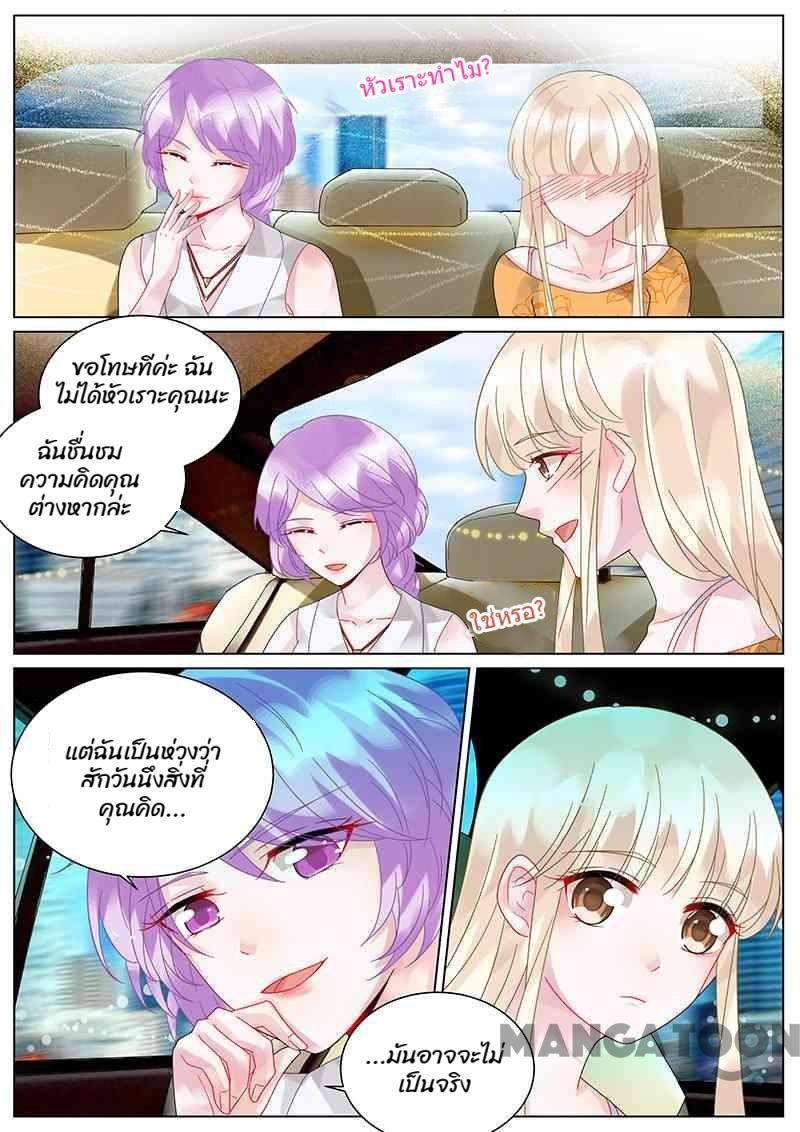 หัวเราะทำไม?
ขอโทษทีค่ะ ฉัน
ไม่ได้หัวเราะคุณนะ
ฉันชื่นชม
ความคิดคุณ
ต่างหากล่ะ
ใช่หรอ?
แต่ฉันเป็นห่วงว่า
สักวันนึงสิ่งที่
คุณคิด...
...มันอาจจะไม่
เป็นจริง
MANGATOON